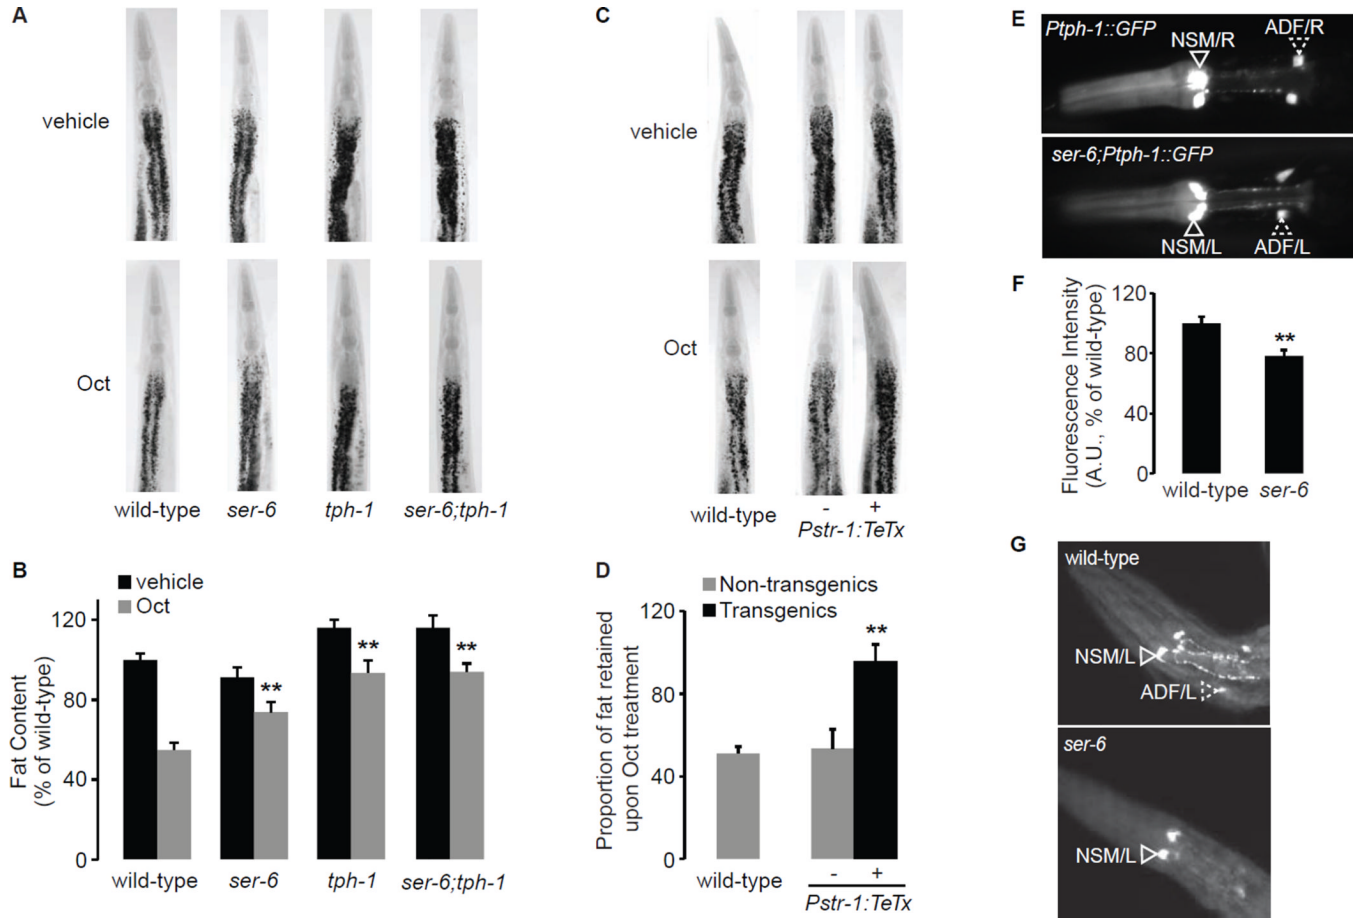 A
vehicle
Oct
wild-type ser-6 tph-1 ser-6;tph-1
B
vehicle
Oct
Fat Content
(% of wild-type)
120
80
40
0
wild-type ser-6 tph-1 ser-6;tph-1
** ** **
C
vehicle
Oct
wild-type - +
Pstr-1:TeTx
D
Non-transgenics
Transgenics
Proportion of fat retained
upon Oct treatment
120
80
40
0
**
wild-type - +
Pstr-1:TeTx
E
Ptph-1::GFP
NSM/R
ADF/R
ser-6;Ptph-1::GFP
NSM/L
ADF/L
F
Fluorescence Intensity
(A.U., % of wild-type)
120
80
40
0
**
wild-type ser-6
G
wild-type
NSM/L
ADF/L
ser-6
NSM/L